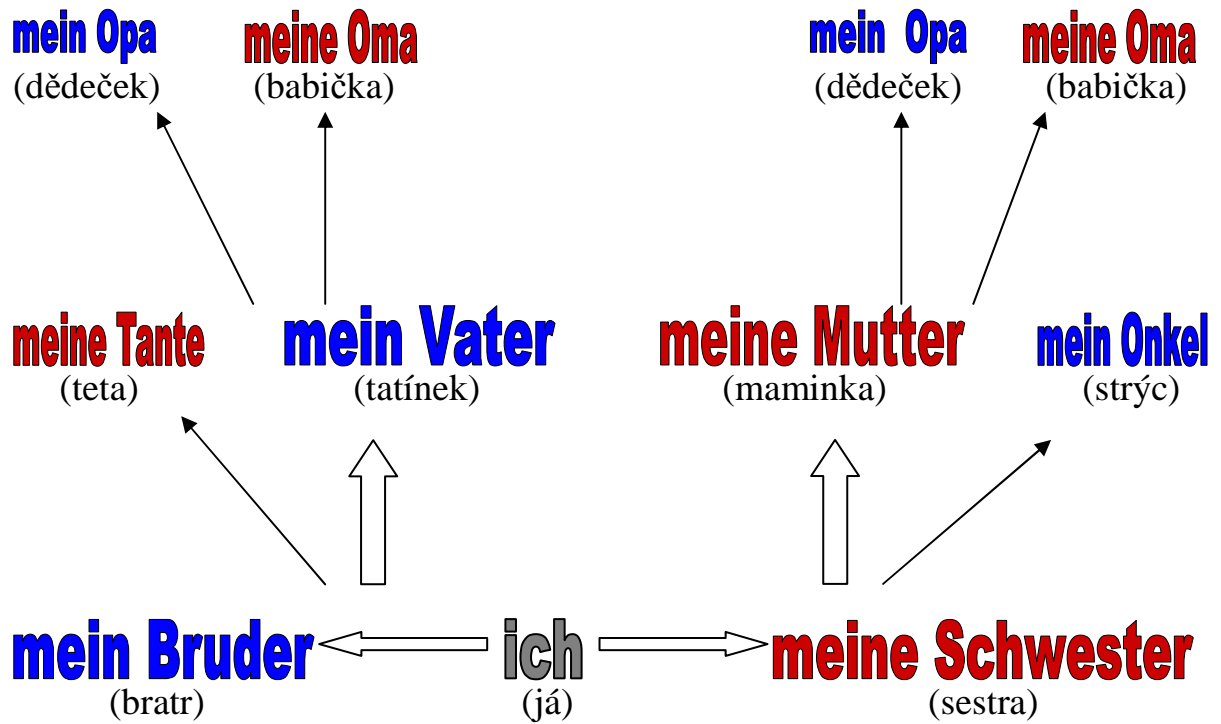 mein Opa meine Oma mein Opa meine Oma
(dědeček) (babička) (dědeček) (babička)
meine Tante mein Vater meine Mutter mein Onkel
(teta) (tatínek) (maminka) (strýc)
mein Bruder ich meine Schwester
(bratr) (já) (sestra)